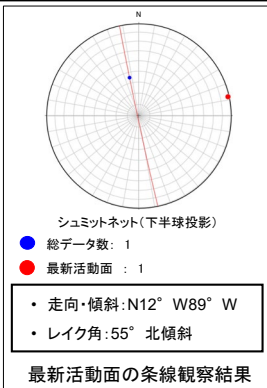 N
シュミットネット(下半球投影)
総データ数: 1
最新活動面 : 1
• 走向・傾斜:N12° W89° W
• レイク角:55° 北傾斜
最新活動面の条線観察結果